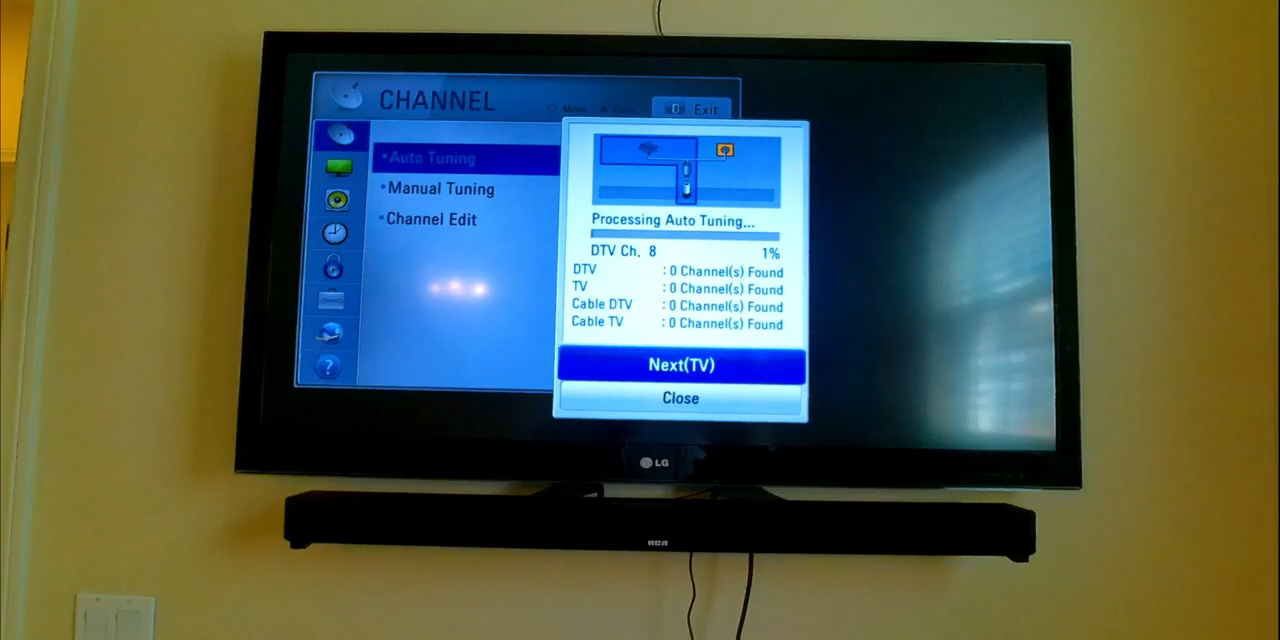 CHANNEL
Move
Enter
Exit
•Auto Tuning
•Manual Tuning
•Channel Edit
Processing Auto Tuning...
DTV Ch. 8 1%
DTV : 0 Channel(s) Found
TV : 0 Channel(s) Found
Cable DTV : 0 Channel(s) Found
Cable TV : 0 Channel(s) Found
Next(TV)
Close
?
LG
RCA